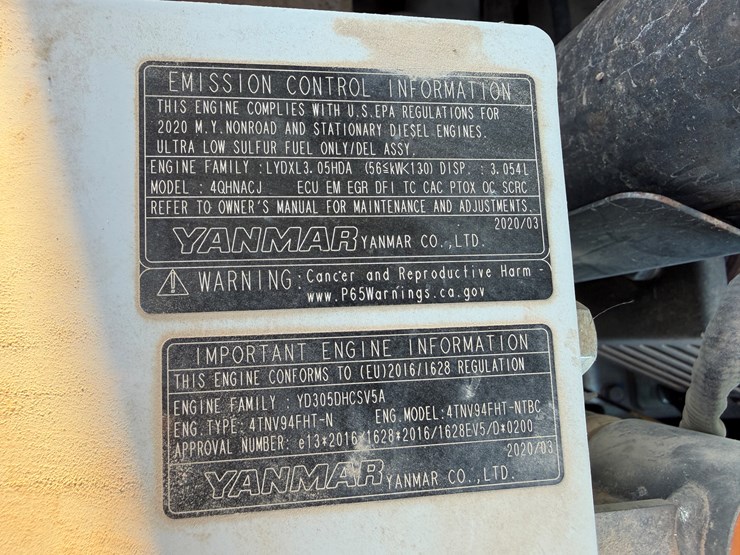 EMISSION CONTROL INFORMATION
THIS ENGINE COMPLIES WITH U.S.EPA REGULATIONS FOR
2020 M.Y.NONROAD AND STATIONARY DIESEL ENGINES.
ULTRA LOW SULFUR FUEL ONLY/DEL ASSY.
ENGINE FAMILY :LYDXL3.05HDA (56≦kW<130) DISP. : 3.054L
MODEL : 4QHNACJ ECU EM EGR DFI TC CAC PTOX OC SCRC
REFER TO OWNER'S MANUAL FOR MAINTENANCE AND ADJUSTMENTS.
2020/03
YANMAR YANMAR CO.,LTD.
WARNING:Cancer and Reproductive Harm -
www.P65Warnings.ca.gov
IMPORTANT ENGINE INFORMATION
THIS ENGINE CONFORMS TO (EU)2016/1628 REGULATION
ENGINE FAMILY : YD305DHCSV5A
ENG.TYPE: 4TNV94FHT-N ENG.MODEL:4TNV94FHT-NTBC
APPROVAL NUMBER: e13*2016/1628*2016/1628EV5/D*0200
2020/03
YANMAR YANMAR CO.,LTD.